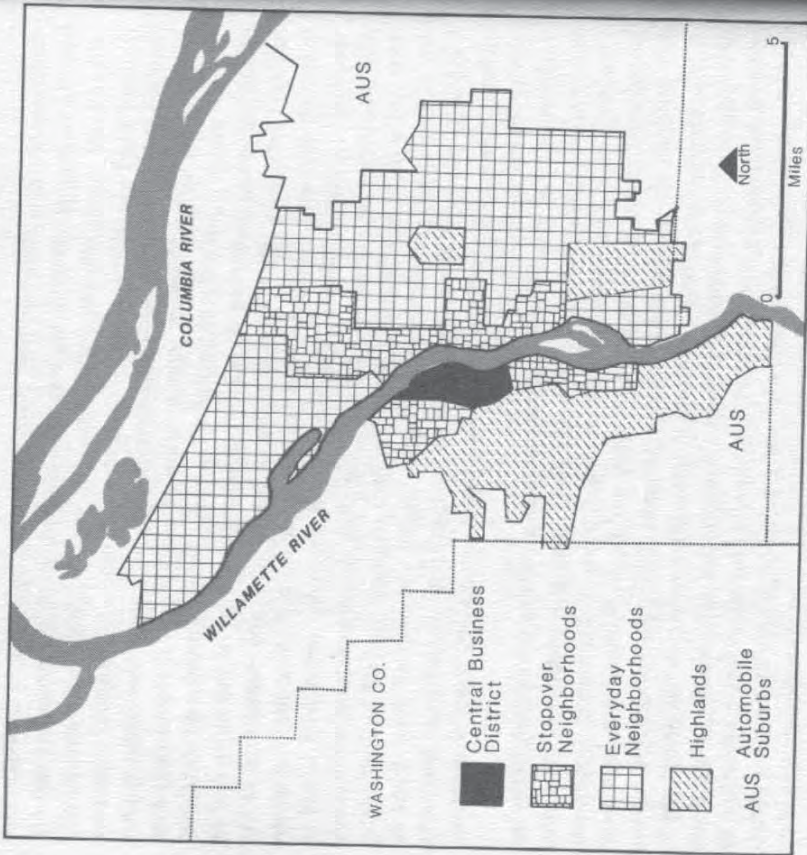 COLUMBIA RIVER
AUS
WILLAMETTE RIVER
WASHINGTON CO.
Central Business
District
Stopover
Neighborhoods
Everyday
Neighborhoods
Highlands
AUS Automobile
Suburbs
AUS
North
0 5
Miles